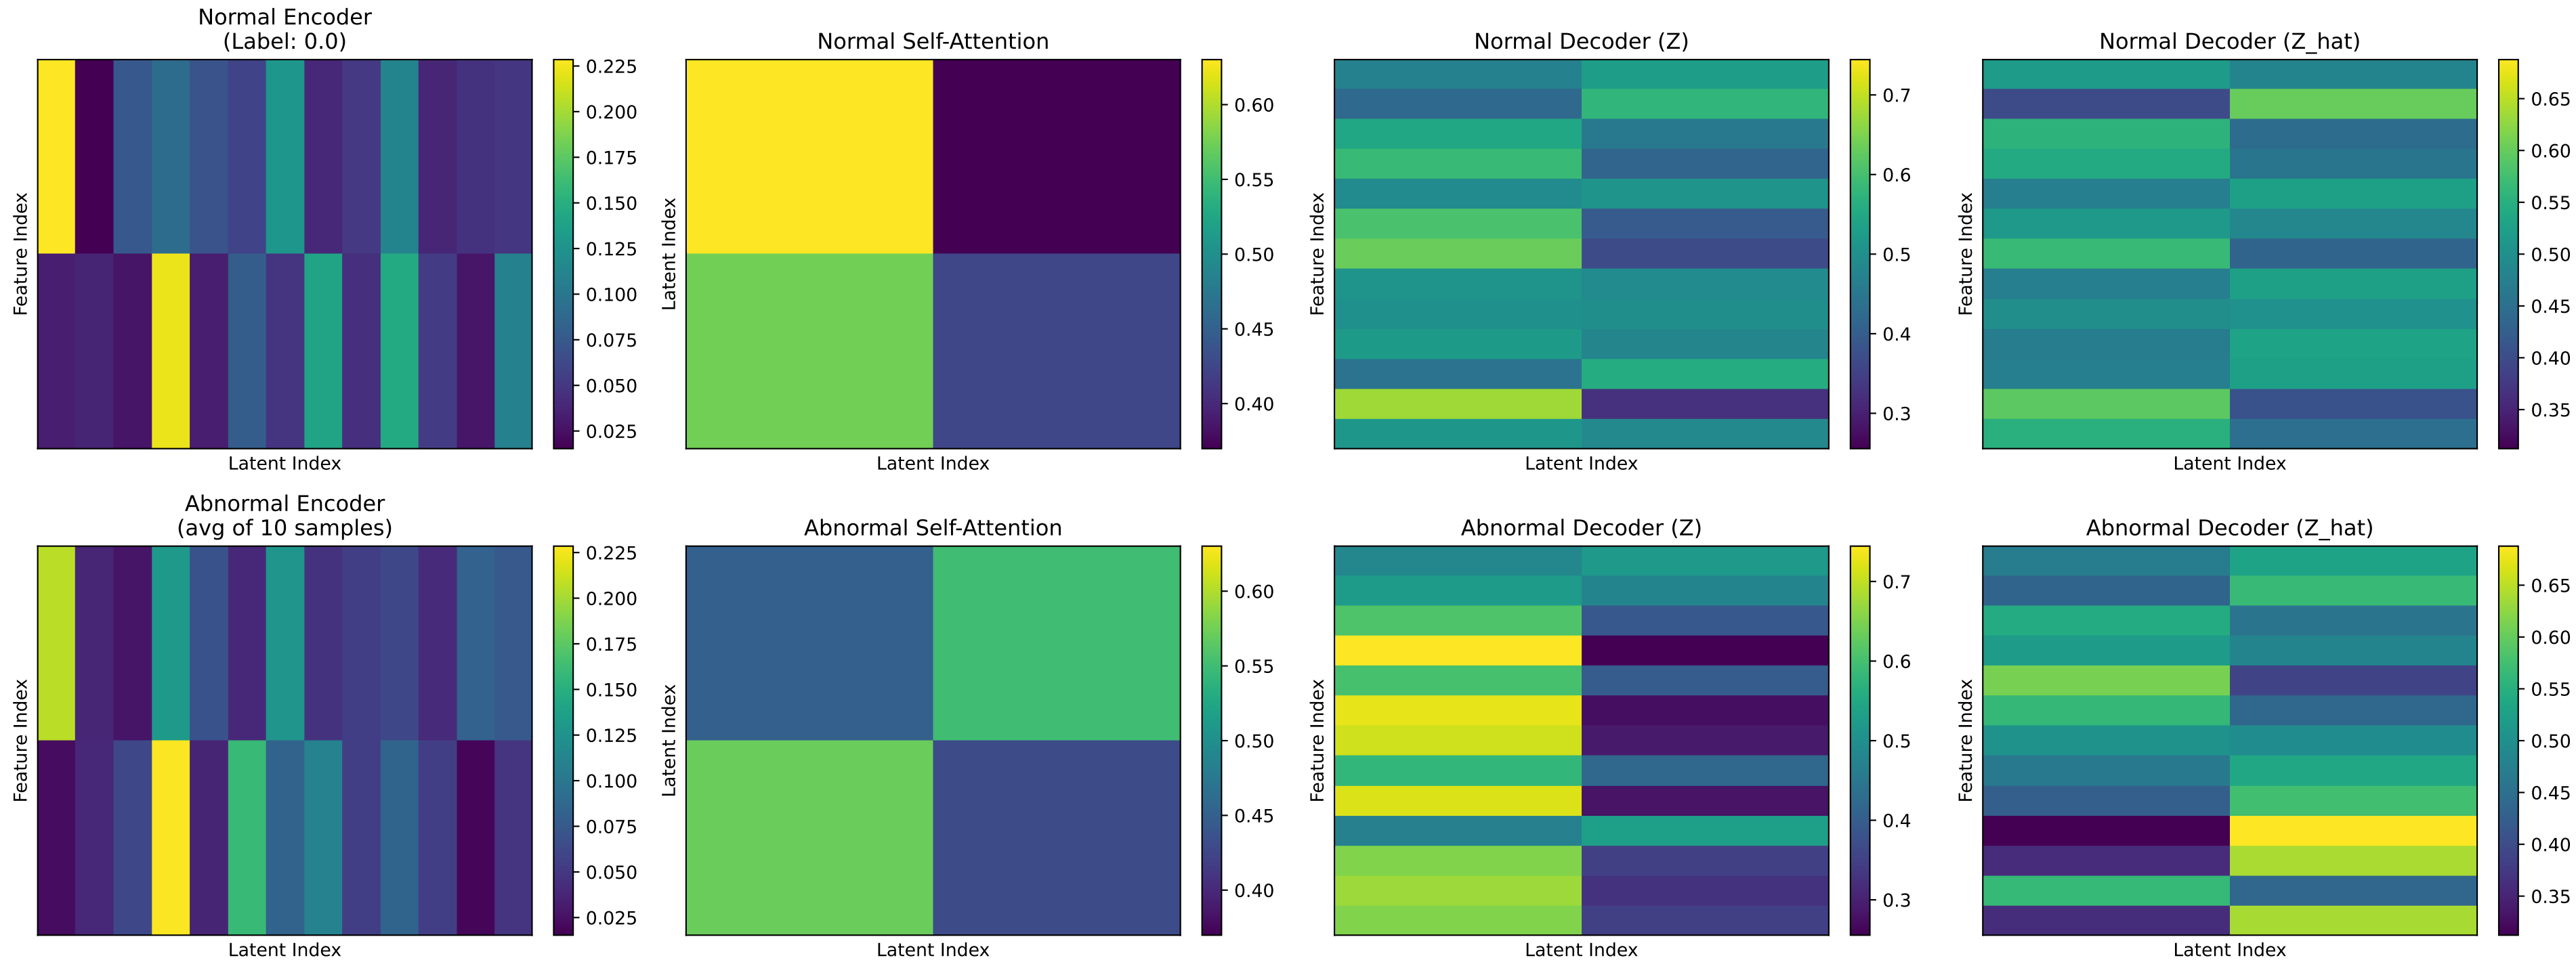 Normal Encoder
(Label: 0.0)
Feature Index
Latent Index
0.225
0.200
0.175
0.150
0.125
0.100
0.075
0.050
0.025
Normal Self-Attention
Latent Index
Latent Index
0.60
0.55
0.50
0.45
0.40
Normal Decoder (Z)
Feature Index
Latent Index
0.7
0.6
0.5
0.4
0.3
Normal Decoder (Z_hat)
Feature Index
Latent Index
0.65
0.60
0.55
0.50
0.45
0.40
0.35
Abnormal Encoder
(avg of 10 samples)
Feature Index
Latent Index
0.225
0.200
0.175
0.150
0.125
0.100
0.075
0.050
0.025
Abnormal Self-Attention
Latent Index
Latent Index
0.60
0.55
0.50
0.45
0.40
Abnormal Decoder (Z)
Feature Index
Latent Index
0.7
0.6
0.5
0.4
0.3
Abnormal Decoder (Z_hat)
Feature Index
Latent Index
0.65
0.60
0.55
0.50
0.45
0.40
0.35